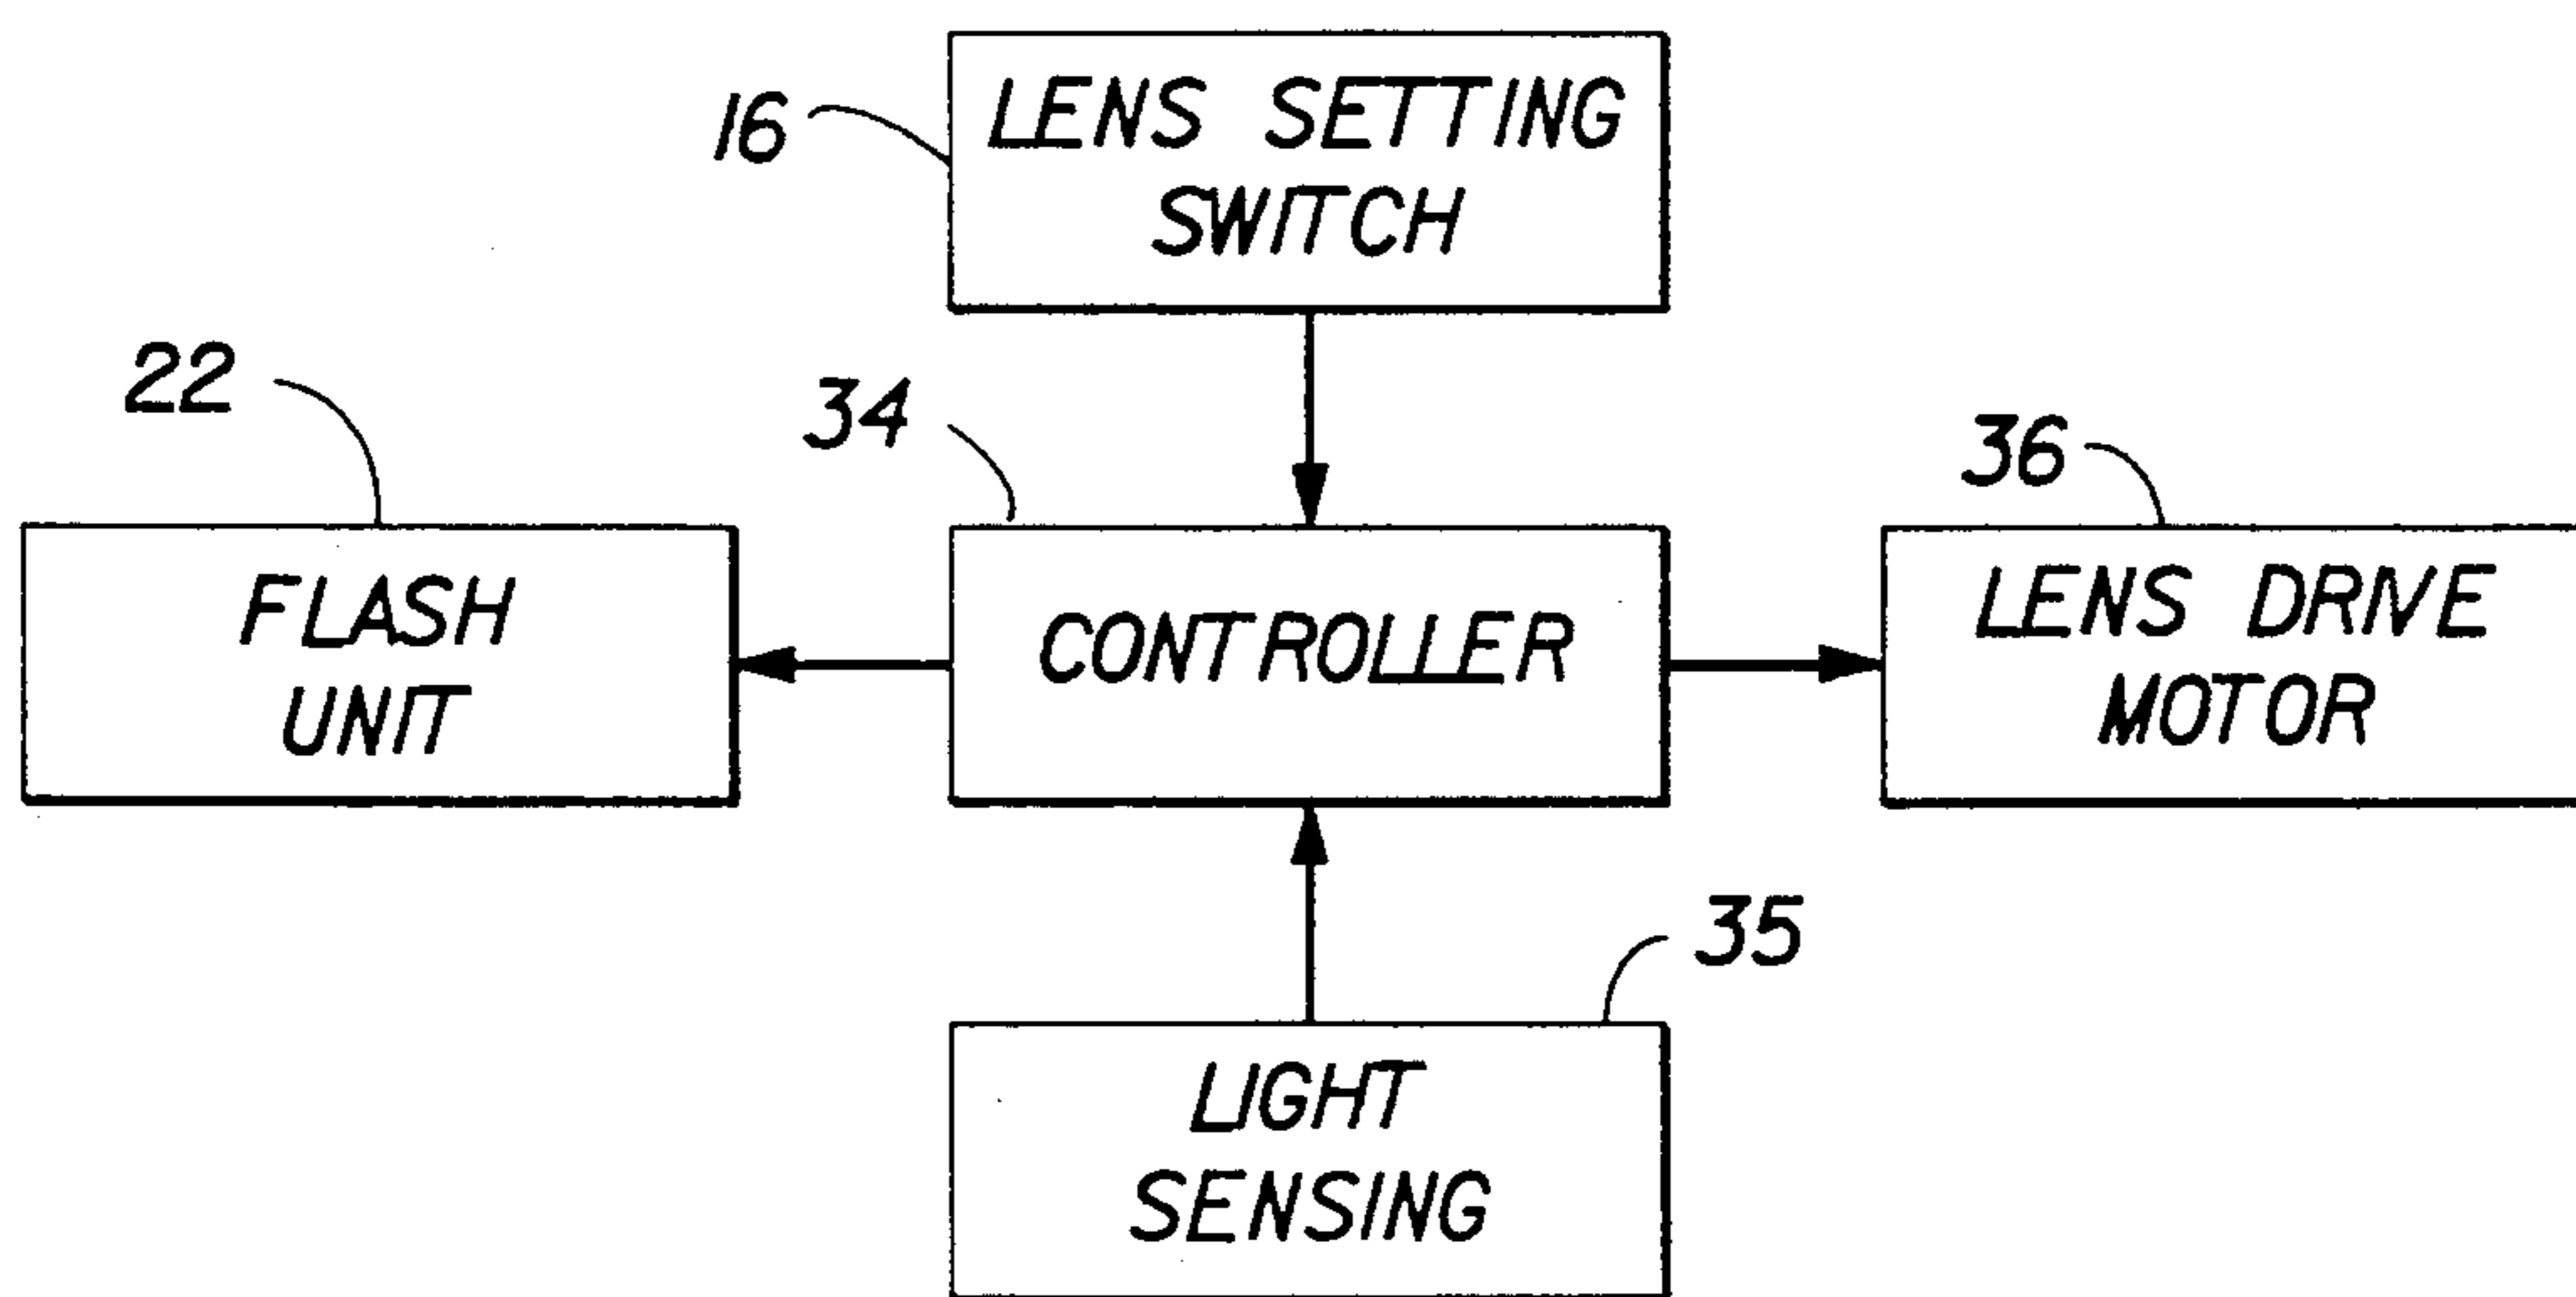 16
LENS SETTING
SWITCH
22
34
36
FLASH
UNIT
CONTROLLER
LENS DRIVE
MOTOR
35
LIGHT
SENSING